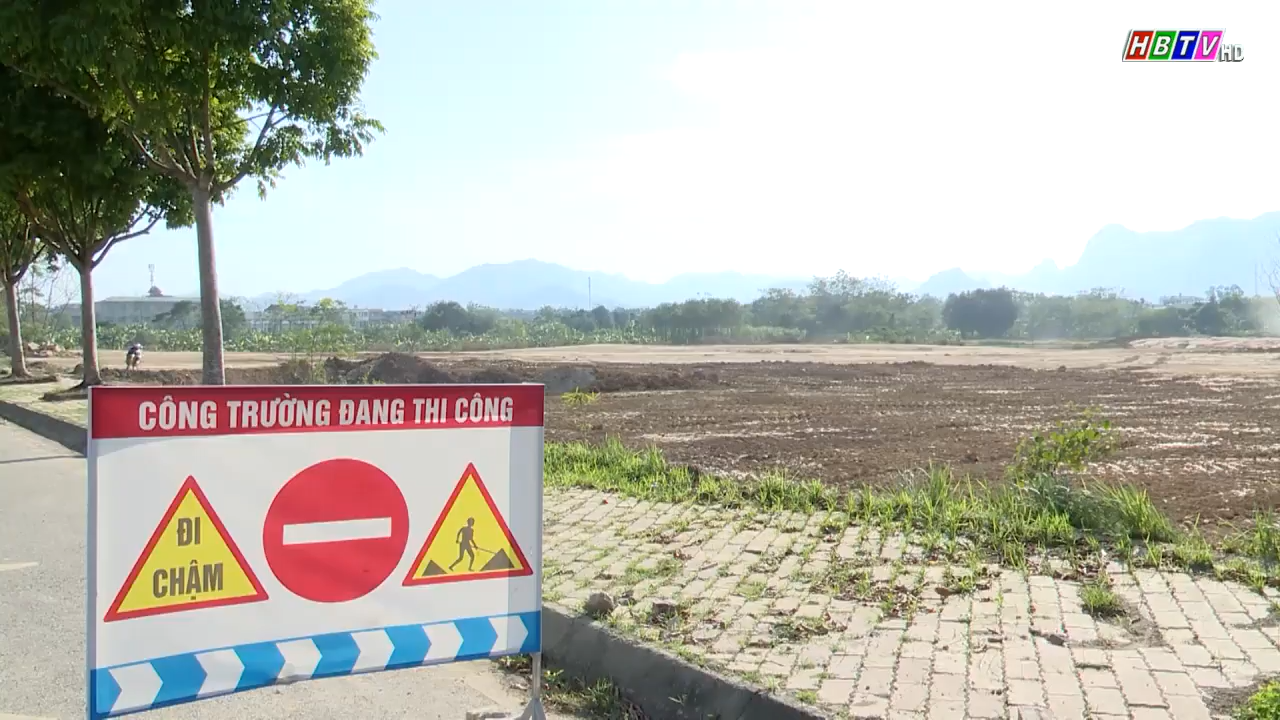 HBTV HD
CÔNG TRƯỜNG ĐANG THI CÔNG
ĐI
CHẬM